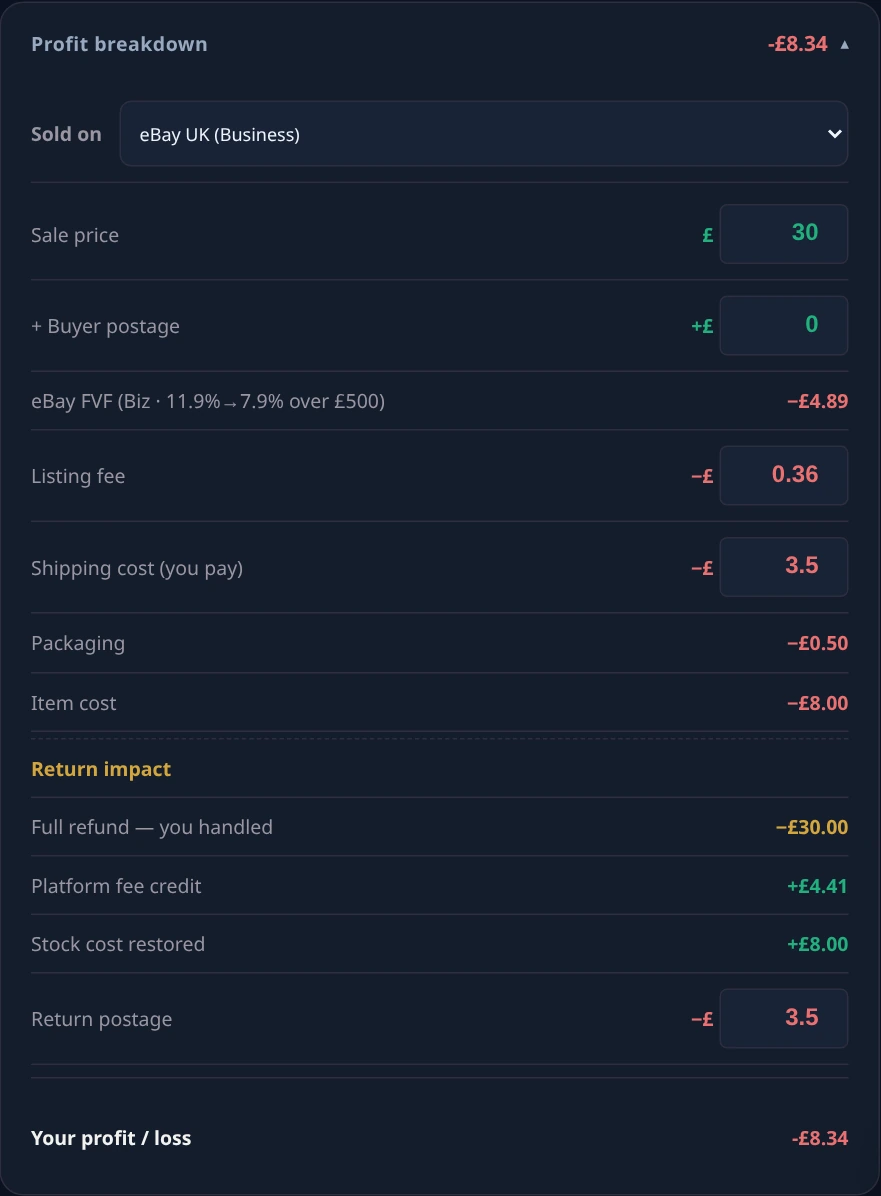 Profit breakdown -£8.34 ▲
Sold on eBay UK (Business)
Sale price £ 30
+ Buyer postage +£ 0
eBay FVF (Biz · 11.9%→7.9% over £500) −£4.89
Listing fee −£ 0.36
Shipping cost (you pay) −£ 3.5
Packaging −£0.50
Item cost −£8.00
Return impact
Full refund — you handled −£30.00
Platform fee credit +£4.41
Stock cost restored +£8.00
Return postage −£ 3.5
Your profit / loss -£8.34